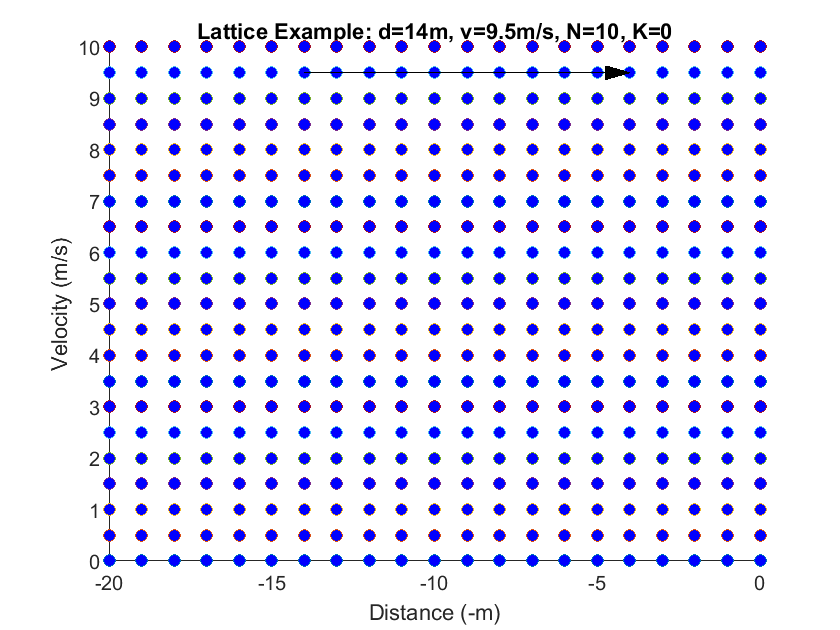 Lattice Example: d=14m, v=9.5m/s, N=10, K=0
10
9
8
7
6
5
4
3
2
1
0
Velocity (m/s)
-20 -15 -10 -5 0
Distance (-m)